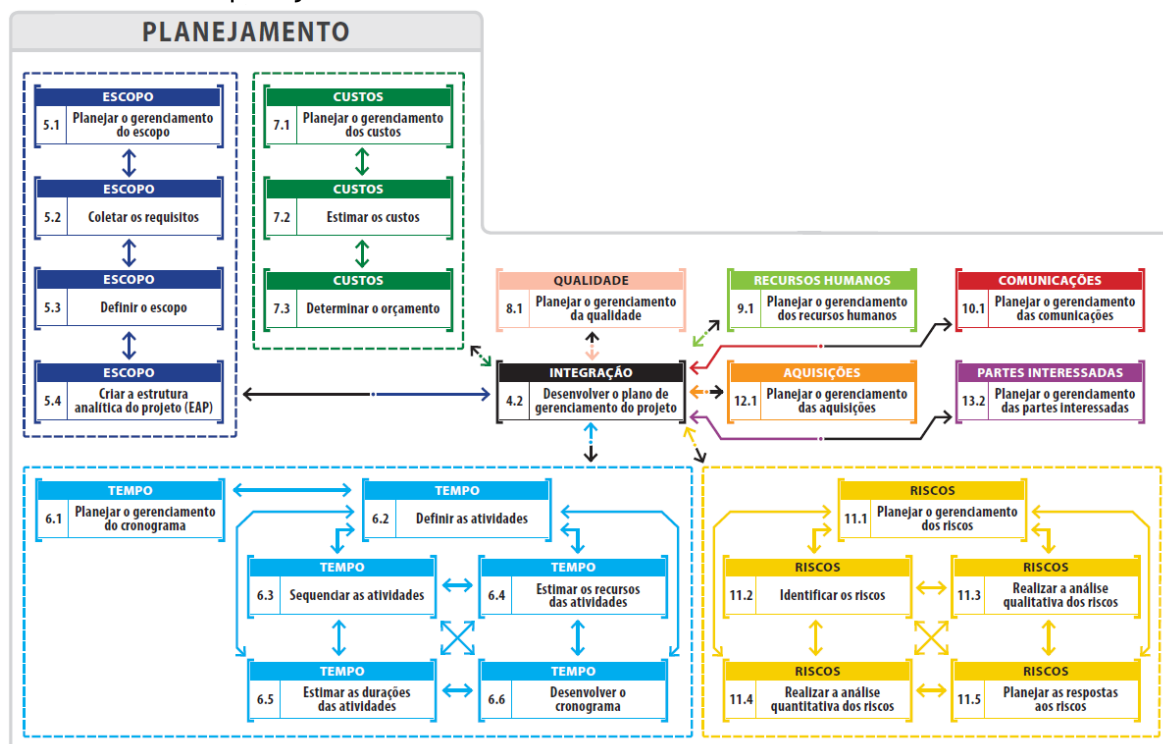 PLANEJAMENTO
ESCOPO
5.1
Planejar o gerenciamento
do escopo
ESCOPO
5.2
Coletar os requisitos
ESCOPO
5.3
Definir o escopo
ESCOPO
5.4
Criar a estrutura
analítica do projeto (EAP)
CUSTOS
7.1
Planejar o gerenciamento
dos custos
CUSTOS
7.2
Estimar os custos
CUSTOS
7.3
Determinar o orçamento
QUALIDADE
8.1
Planejar o gerenciamento
da qualidade
RECURSOS HUMANOS
9.1
Planejar o gerenciamento
dos recursos humanos
COMUNICAÇÕES
10.1
Planejar o gerenciamento
das comunicações
INTEGRAÇÃO
4.2
Desenvolver o plano de
gerenciamento do projeto
AQUISIÇÕES
12.1
Planejar o gerenciamento
das aquisições
PARTES INTERESSADAS
13.2
Planejar o gerenciamento
das partes interessadas
TEMPO
6.1
Planejar o gerenciamento
do cronograma
TEMPO
6.2
Definir as atividades
TEMPO
6.3
Sequenciar as atividades
TEMPO
6.4
Estimar os recursos
das atividades
TEMPO
6.5
Estimar as durações
das atividades
TEMPO
6.6
Desenvolver o
cronograma
RISCOS
11.1
Planejar o gerenciamento
dos riscos
RISCOS
11.2
Identificar os riscos
RISCOS
11.3
Realizar a análise
qualitativa dos riscos
RISCOS
11.4
Realizar a análise
quantitativa dos riscos
RISCOS
11.5
Planejar as respostas
aos riscos